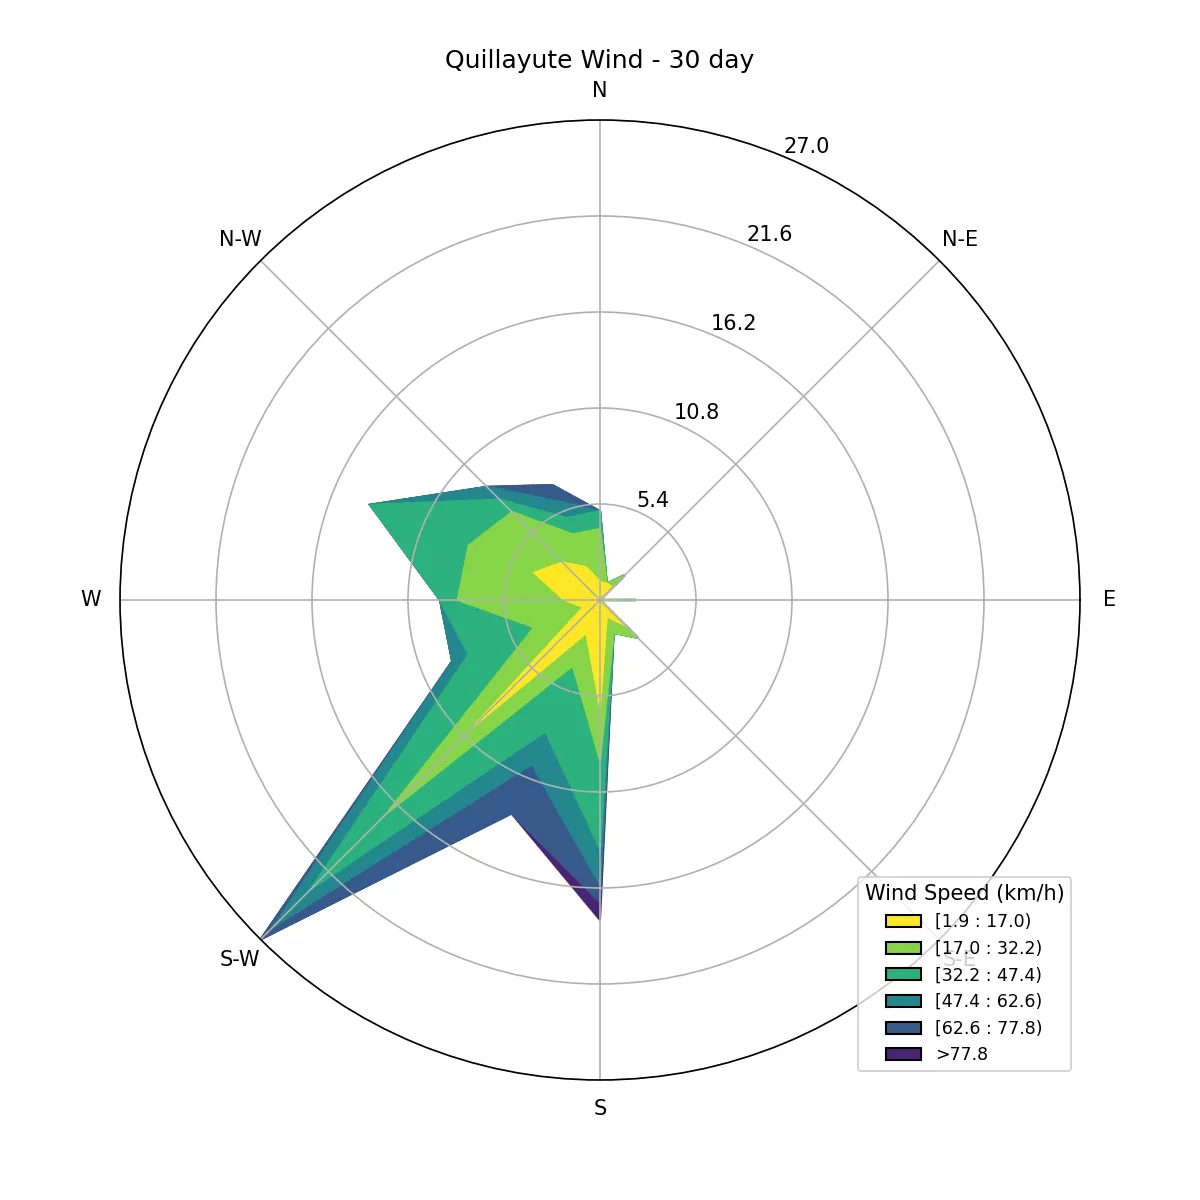 Quillayute Wind - 30 day
N
27.0
21.6
N-W
N-E
16.2
10.8
5.4
W
E
Wind Speed (km/h)
[1.9 : 17.0)
[17.0 : 32.2)
S-W
S-E
[32.2 : 47.4)
[47.4 : 62.6)
[62.6 : 77.8)
>77.8
S